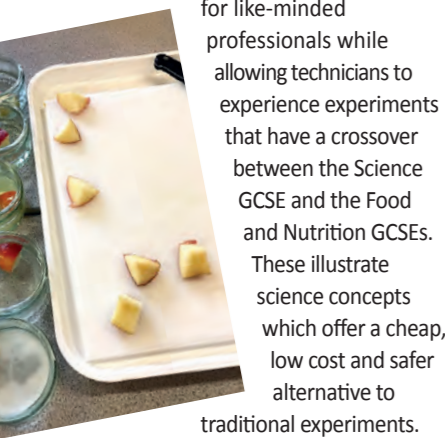 for like-minded
professionals while
allowing technicians to
experience experiments
that have a crossover
between the Science
GCSE and the Food
and Nutrition GCSEs.
These illustrate
science concepts
which offer a cheap,
low cost and safer
alternative to
traditional experiments.